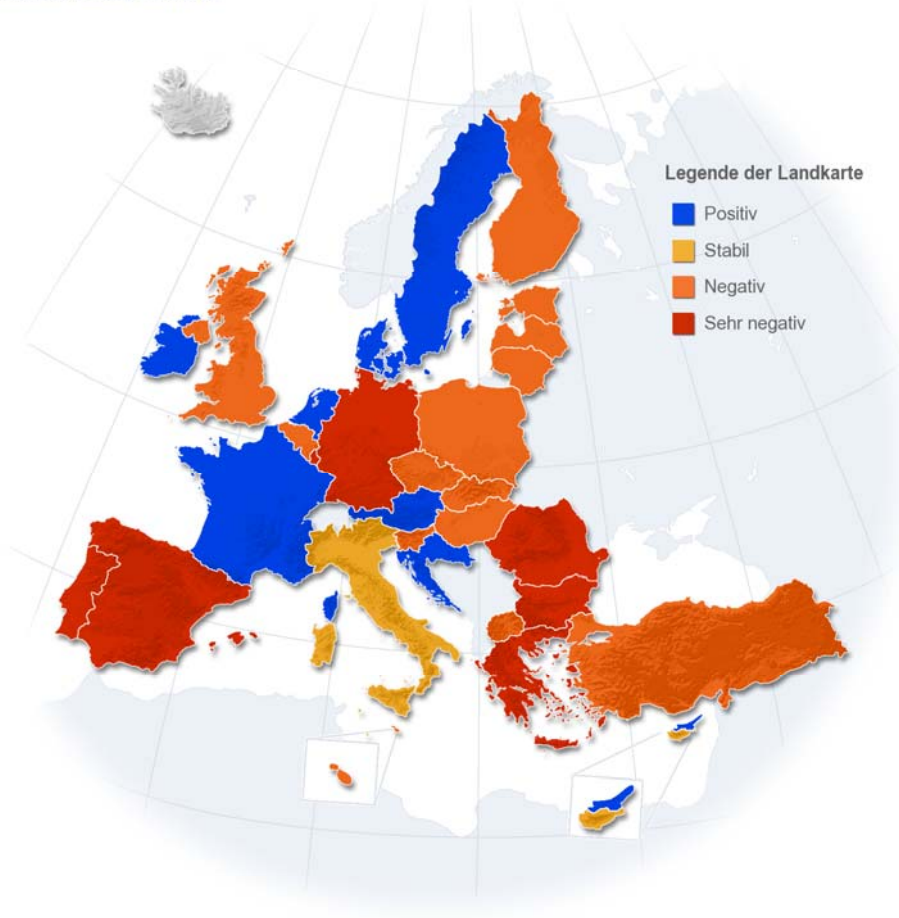 Legende der Landkarte
Positiv
Stabil
Negativ
Sehr negativ